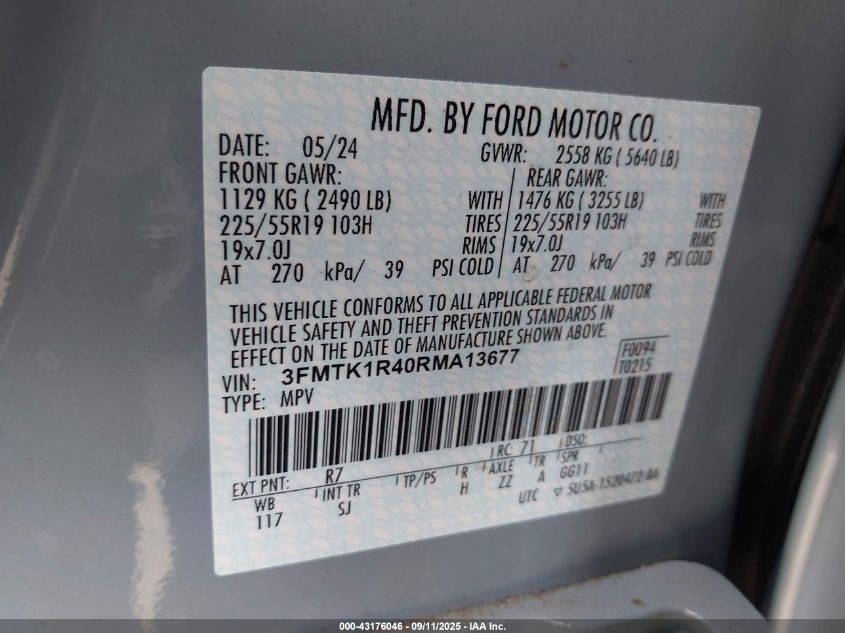 MFD. BY FORD MOTOR CO.
DATE: 05/24 GVWR: 2558 KG ( 5640 LB)
FRONT GAWR: REAR GAWR:
1129 KG ( 2490 LB) WITH 1476 KG ( 3255 LB) WITH
225/55R19 103H TIRES 225/55R19 103H TIRES
19x7.0J RIMS 19x7.0J RIMS
AT 270 kPa/ 39 PSI COLD AT 270 kPa/ 39 PSI COLD
THIS VEHICLE CONFORMS TO ALL APPLICABLE FEDERAL MOTOR
VEHICLE SAFETY AND THEFT PREVENTION STANDARDS IN
EFFECT ON THE DATE OF MANUFACTURE SHOWN ABOVE.
VIN: 3FMTK1R40RMA13677 F0094
TYPE: MPV T0215
EXT PNT: R7 RC: 71 DSO:
WB INT TR TP/PS R AXLE TR SPR
117 SJ H ZZ A GG11
UTC ▽ 5U5A-1520472-BA
000-43176046 - 09/11/2025 - IAA Inc.